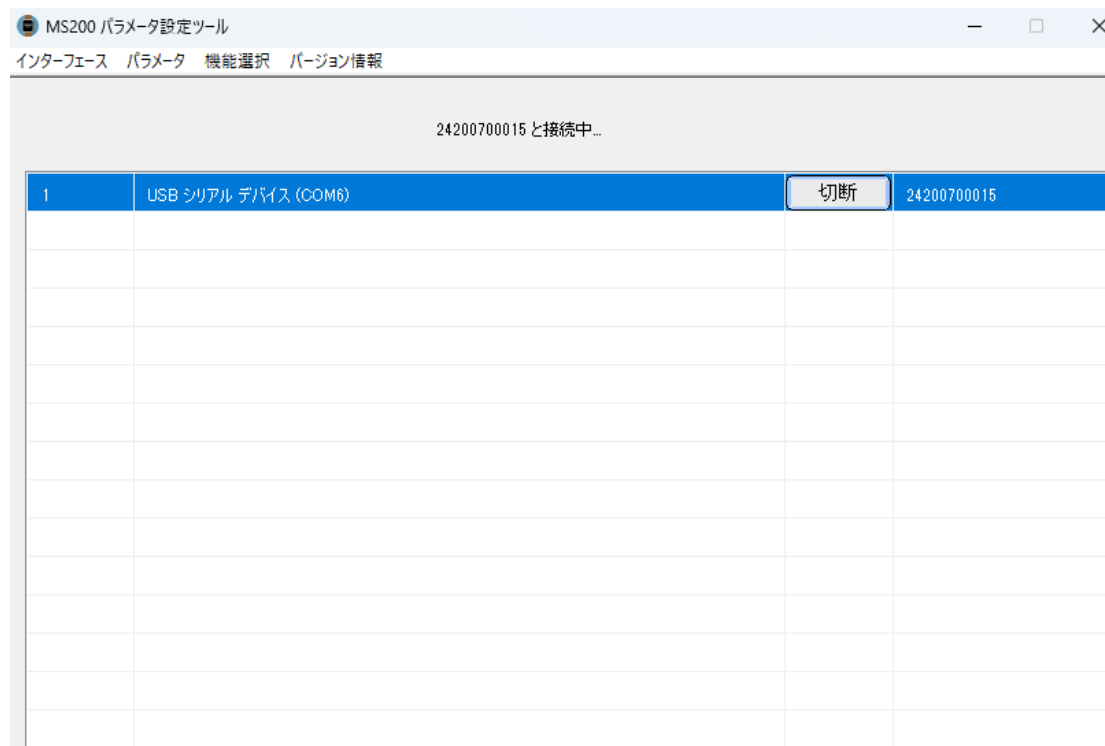 MS200 パラメータ設定ツール
インターフェース パラメータ 機能選択 バージョン情報
24200700015 と接続中...
1 USB シリアル デバイス (COM6) 切断 24200700015